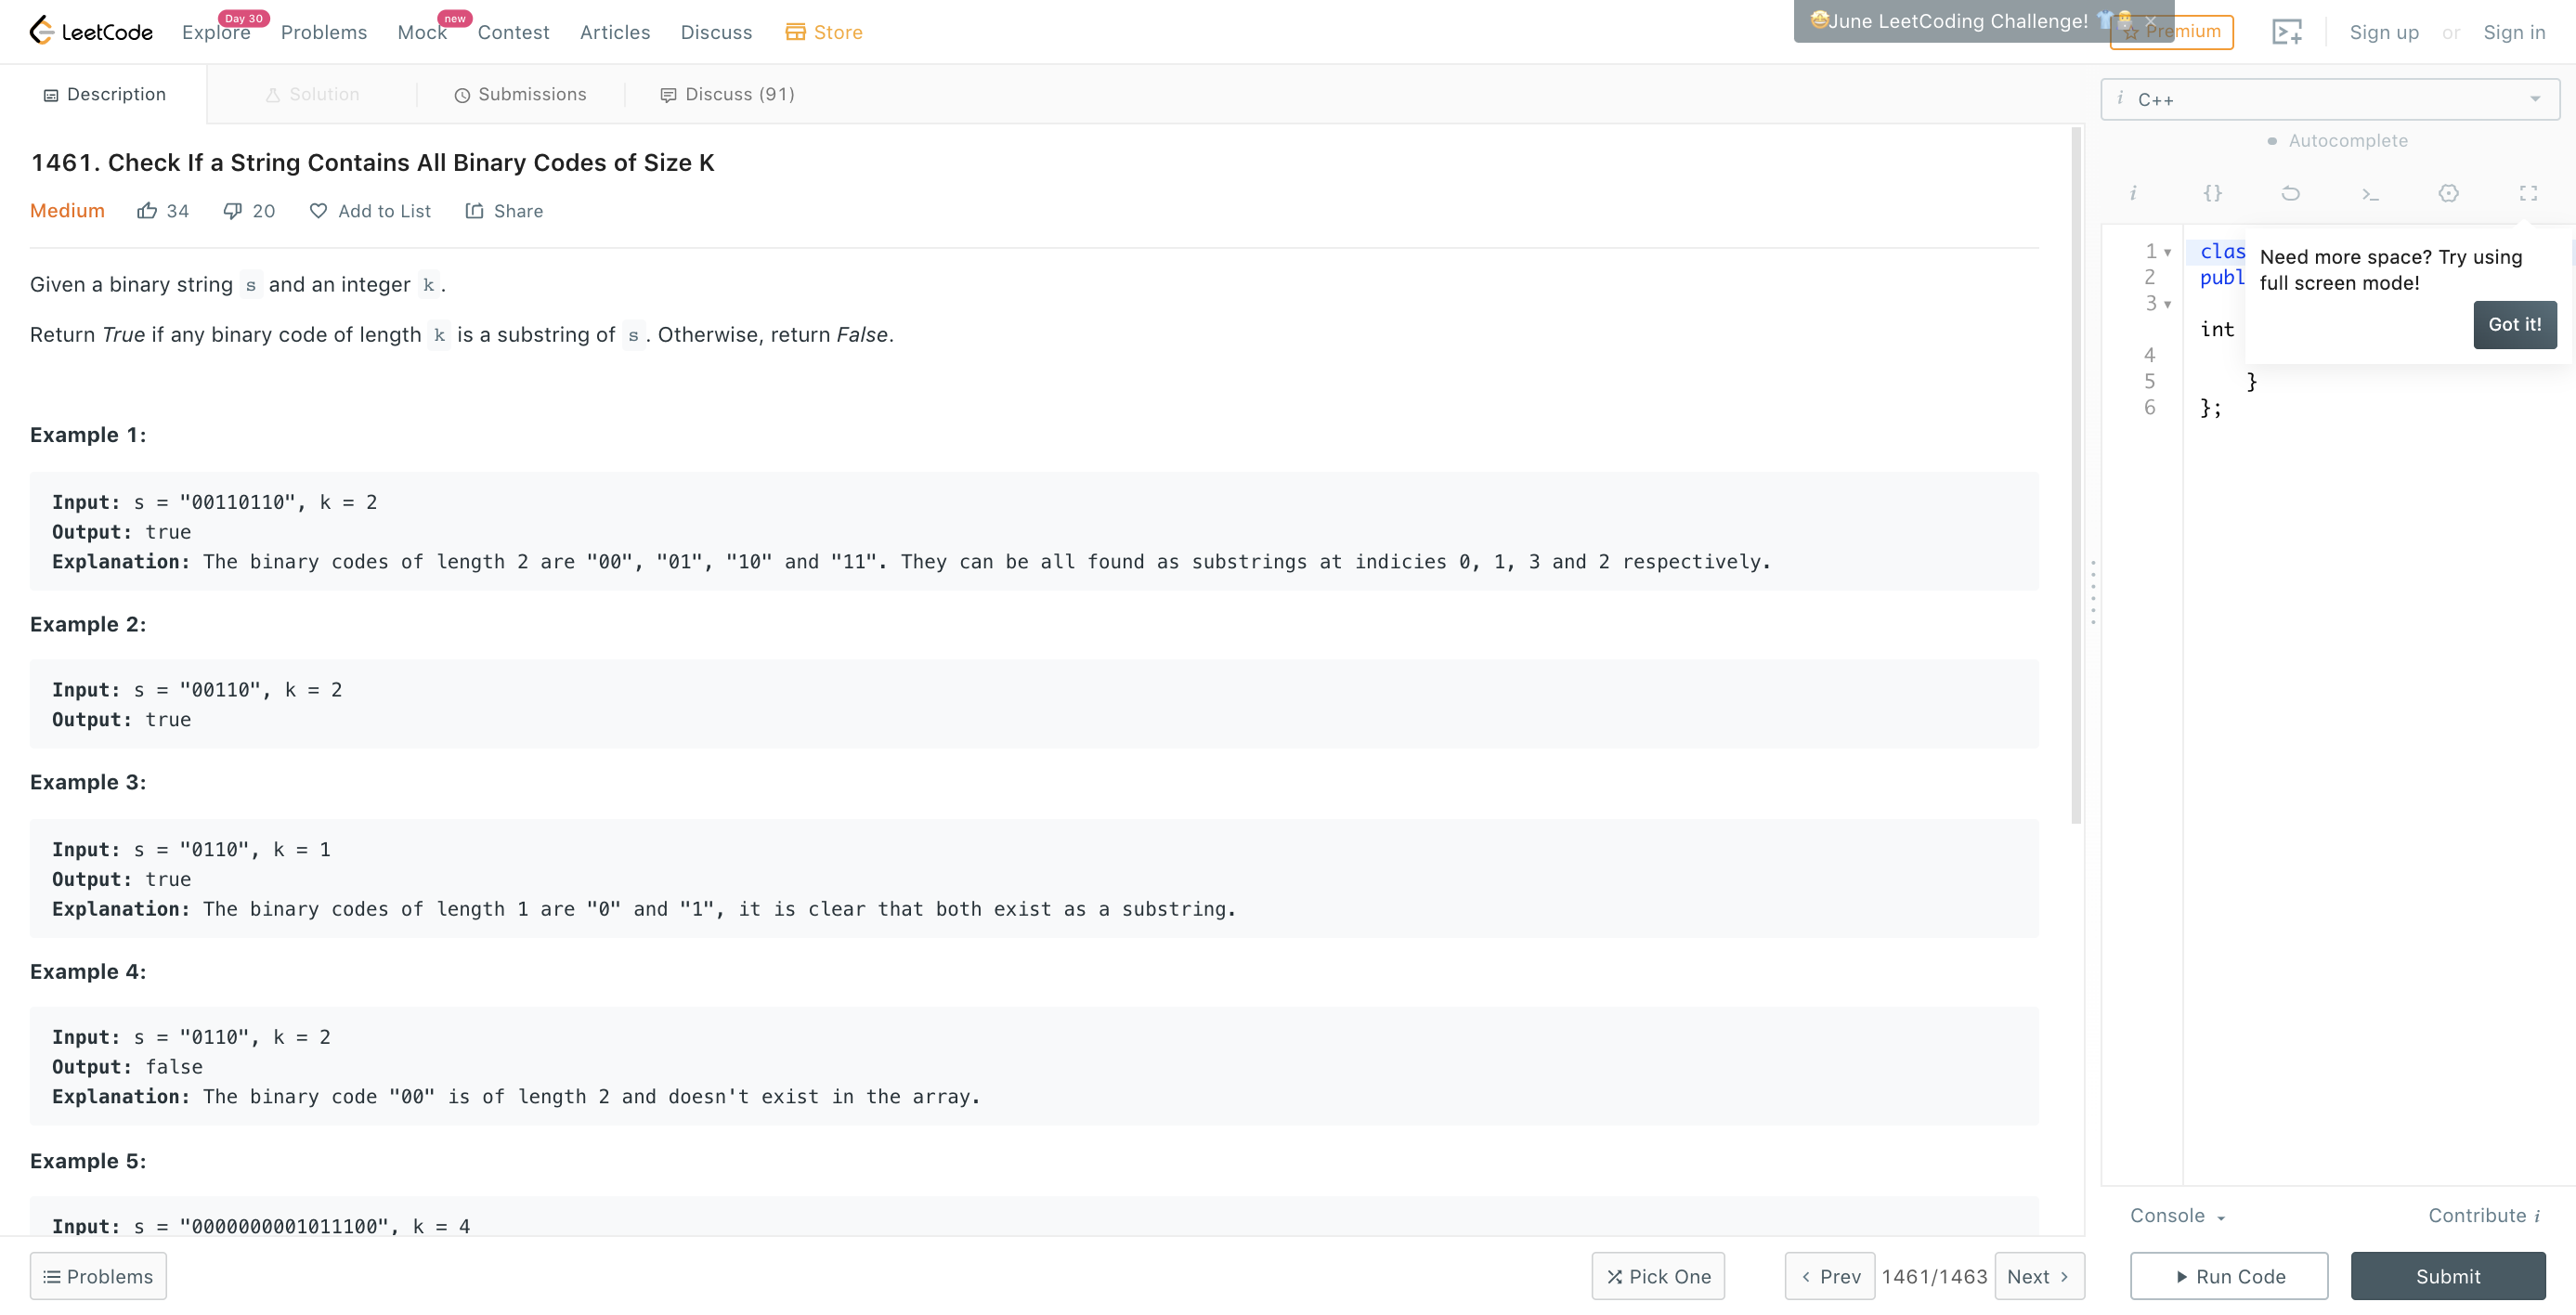 LeetCode
Explore
Day 30
Problems
Mock
new
Contest
Articles
Discuss
Store
🤩June LeetCoding Challenge!
Premium
Sign up or Sign in
Description
Solution
Submissions
Discuss (91)
C++
Autocomplete
1461. Check If a String Contains All Binary Codes of Size K
Medium
34
20
Add to List
Share
Given a binary string s and an integer k.
Return True if any binary code of length k is a substring of s. Otherwise, return False.
Example 1:
Input: s = "00110110", k = 2
Output: true
Explanation: The binary codes of length 2 are "00", "01", "10" and "11". They can be all found as substrings at indicies 0, 1, 3 and 2 respectively.
Example 2:
Input: s = "00110", k = 2
Output: true
Example 3:
Input: s = "0110", k = 1
Output: true
Explanation: The binary codes of length 1 are "0" and "1", it is clear that both exist as a substring.
Example 4:
Input: s = "0110", k = 2
Output: false
Explanation: The binary code "00" is of length 2 and doesn't exist in the array.
Example 5:
Input: s = "0000000001011100", k = 4
1 clas
2 publ
3
int
4
5 }
6 };
Need more space? Try using
full screen mode!
Got it!
Console
Contribute i
Problems
Pick One
Prev
1461/1463
Next
Run Code
Submit